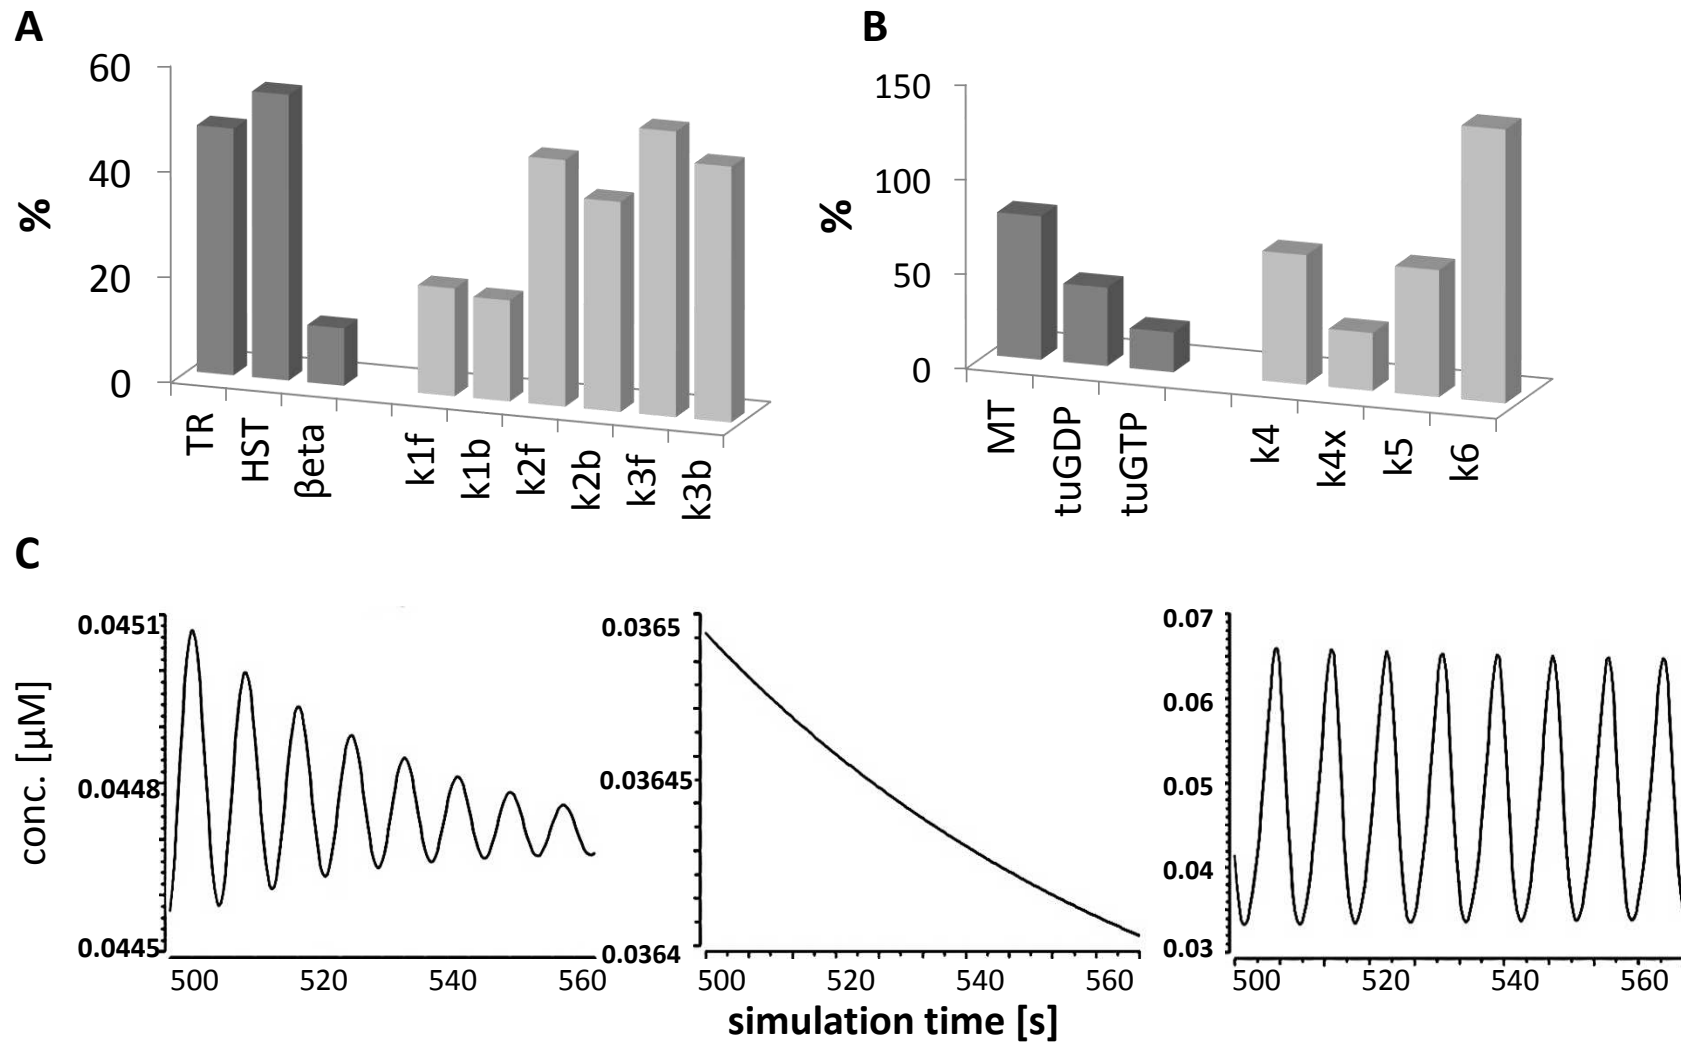 A
60
40
20
0
%
TR
HST
βeta
k1f
k1b
k2f
k2b
k3f
k3b
B
150
100
50
0
%
MT
tuGDP
tuGTP
k4
k4x
k5
k6
C
conc. [µM]
0.0451
0.0448
0.0445
500 520 540 560
0.0365
0.03645
0.0364
500 520 540 560
0.07
0.06
0.05
0.04
0.03
500 520 540 560
simulation time [s]